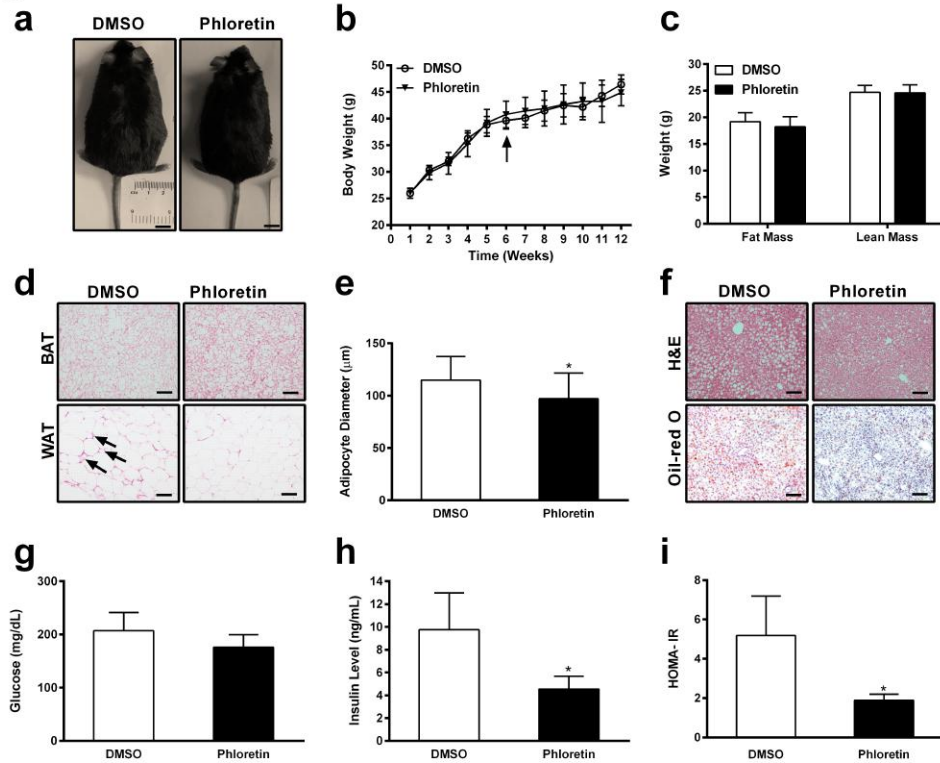 a
DMSO Phloretin
Cm 1 2
b
DMSO
Phloretin
Body Weight (g)
50
45
40
35
30
25
20
0 1 2 3 4 5 6 7 8 9 10 11 12
Time (Weeks)
c
DMSO
Phloretin
Weight (g)
30
25
20
15
10
5
0
Fat Mass Lean Mass
d
DMSO Phloretin
BAT
WAT
e
Adipocyte Diameter (µm)
150
100
50
0
*
DMSO Phloretin
f
DMSO Phloretin
H&E
Oil-red O
g
Glucose (mg/dL)
300
200
100
0
DMSO Phloretin
h
Insulin Level (ng/mL)
14
12
10
8
6
4
2
0
*
DMSO Phloretin
i
HOMA- IR
8
6
4
2
0
*
DMSO Phloretin